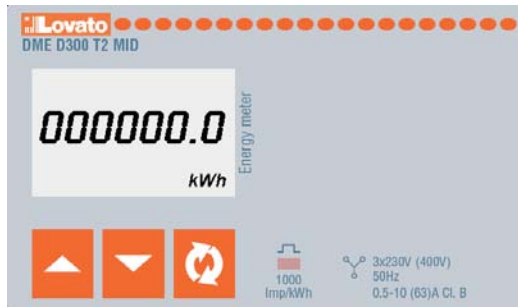 Lovato
DME D300 T2 MID
000000.0
kWh
Energy meter
1000
Imp/kWh
3x230V (400V)
50Hz
0.5-10 (63)A Cl. B